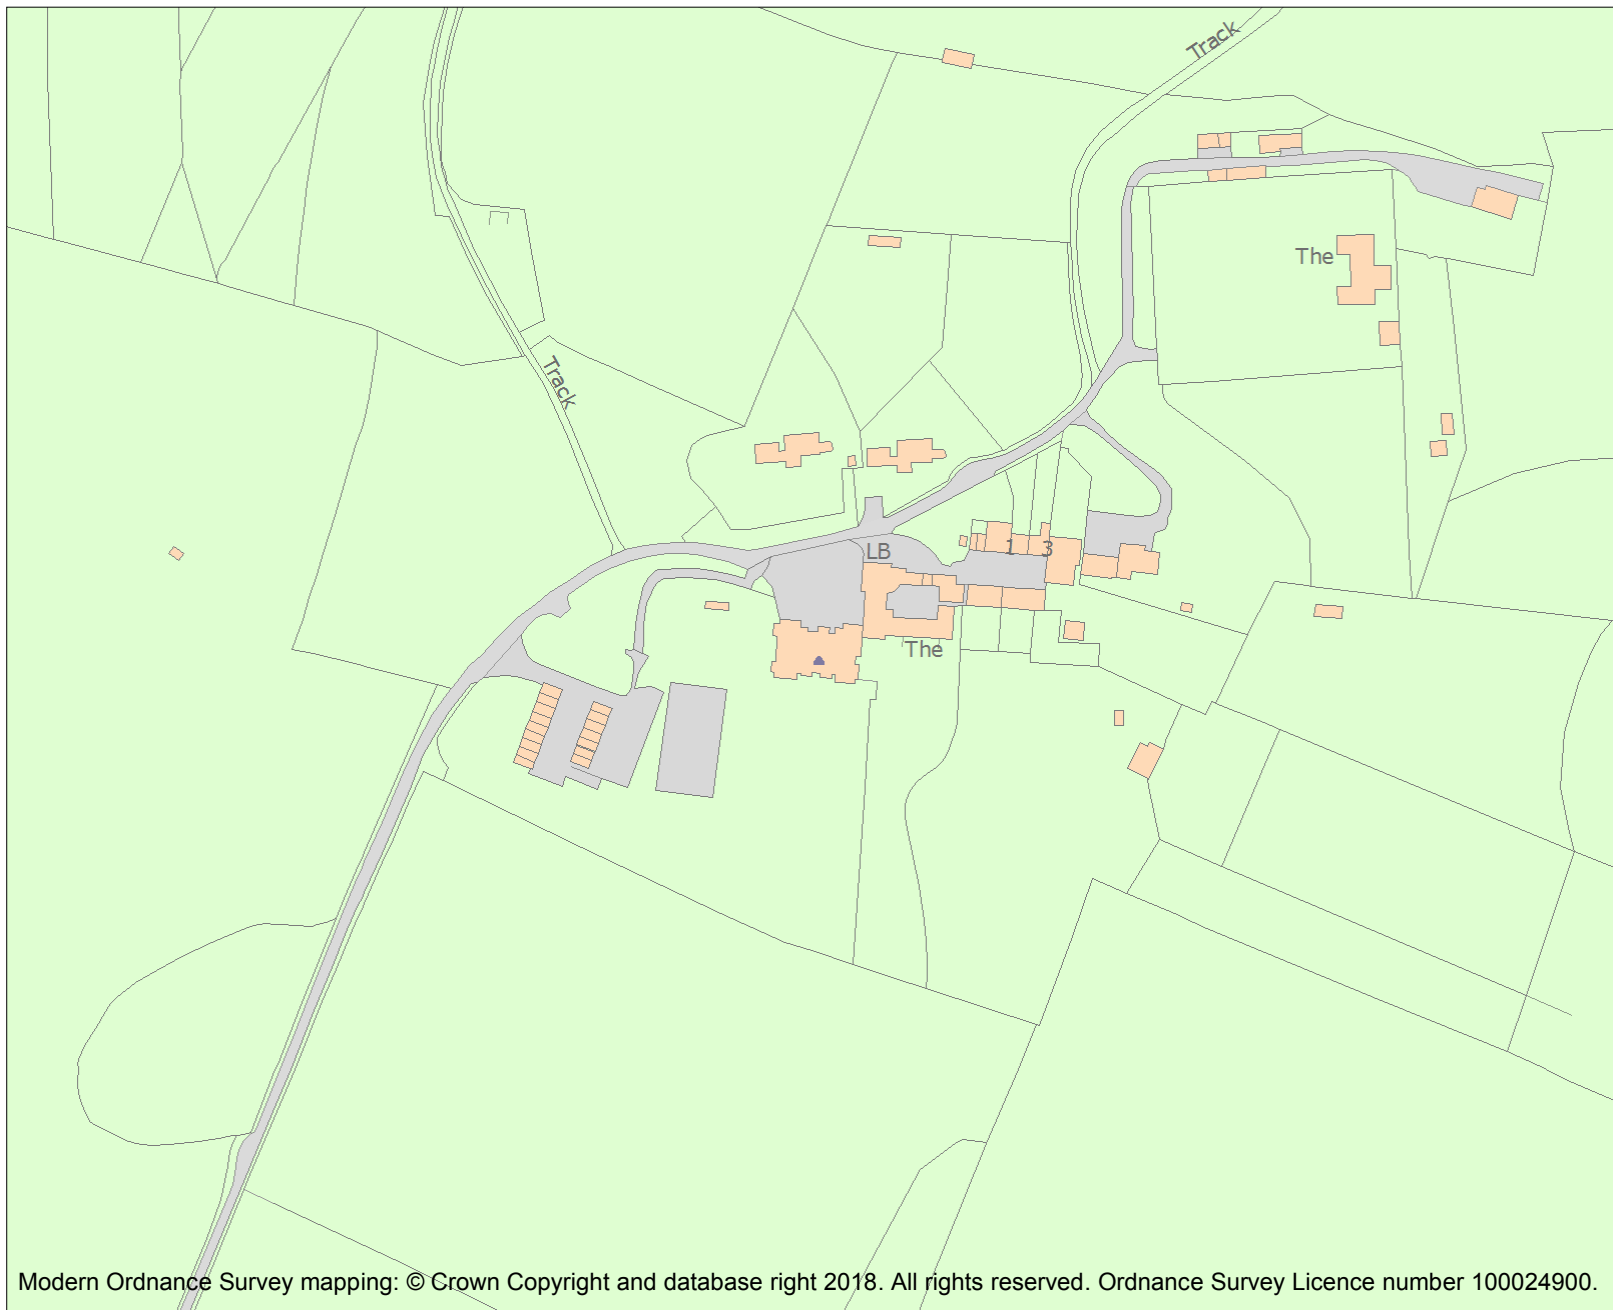 Track
The
Track
LB
1 3
The
Modern Ordnance Survey mapping: © Crown Copyright and database right 2018. All rights reserved. Ordnance Survey Licence number 100024900.